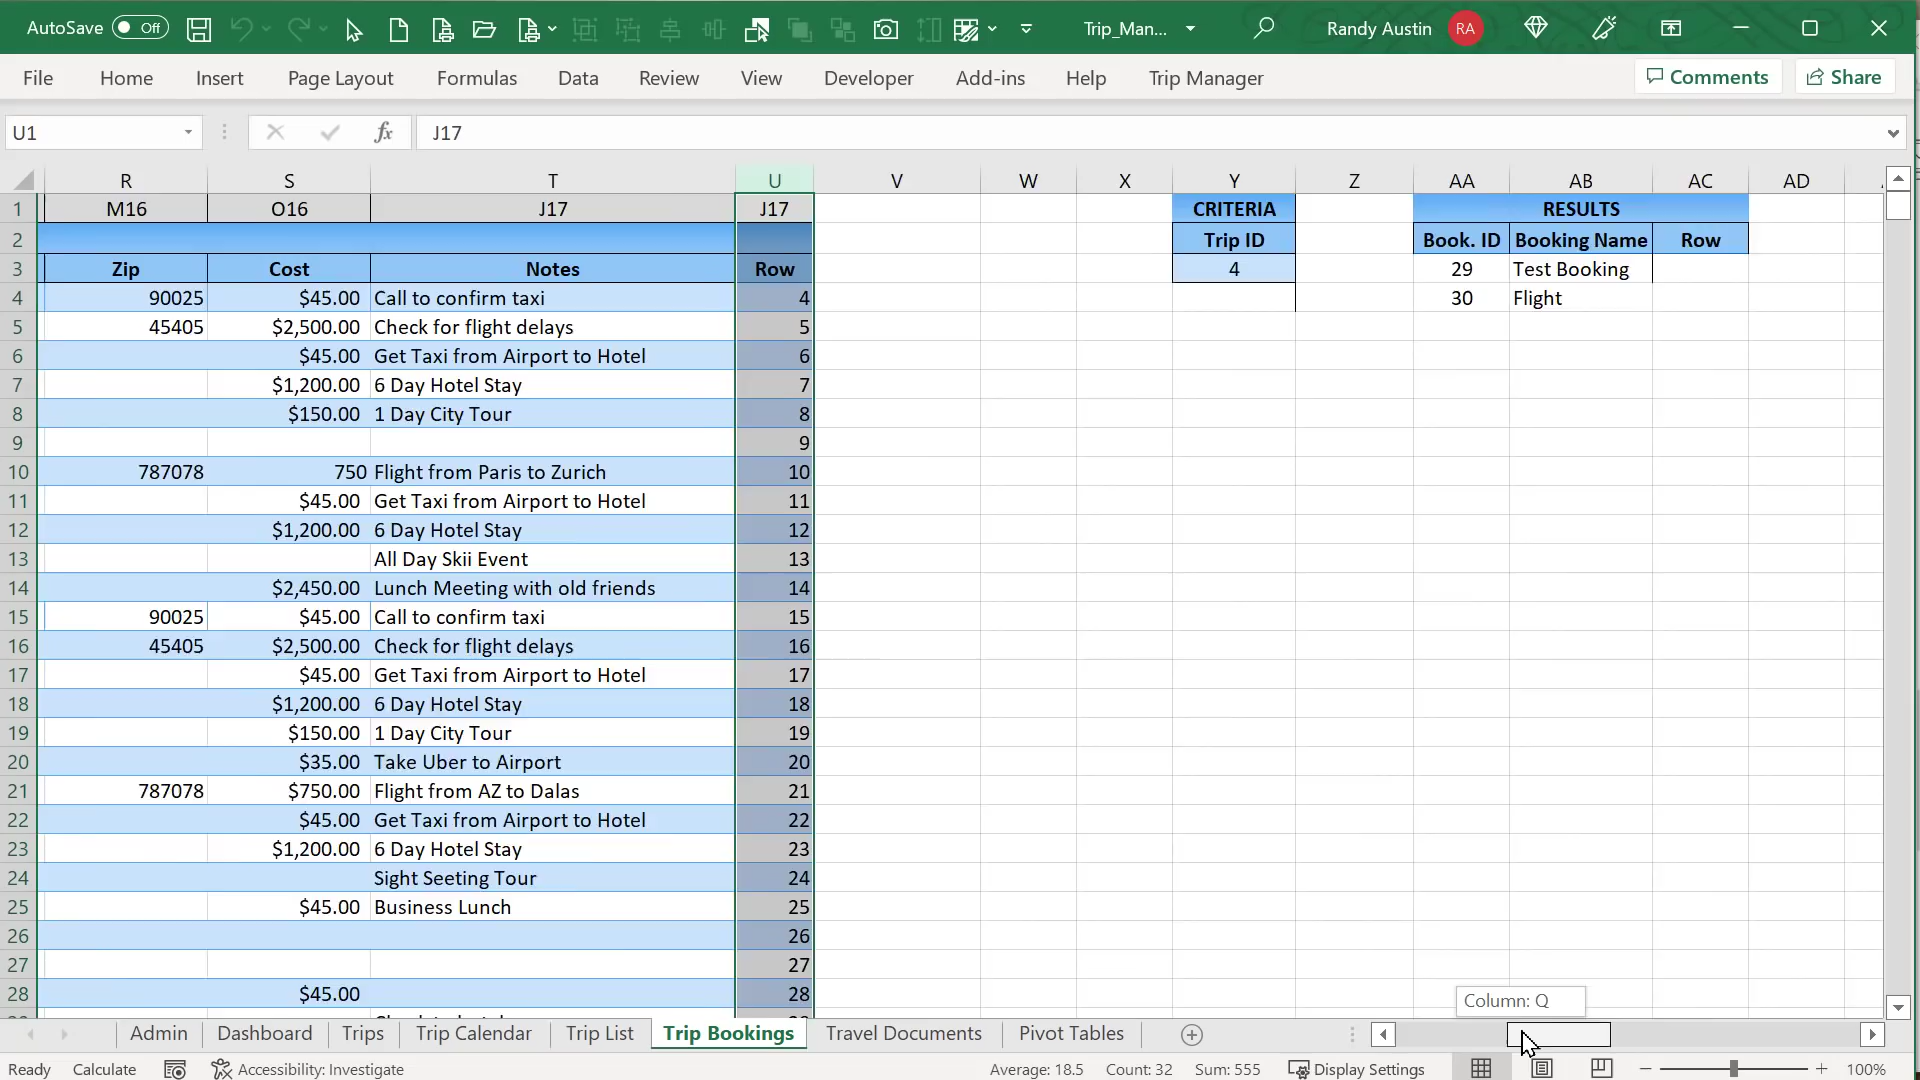 AutoSave Off Trip_Man... Randy Austin RA
File Home Insert Page Layout Formulas Data Review View Developer Add-ins Help Trip Manager Comments Share
U1 fx J17
R S T U V W X Y Z AA AB AC AD
1 M16 O16 J17 J17 CRITERIA RESULTS
2 Trip ID Book. ID Booking Name Row
3 Zip Cost Notes Row 4 29 Test Booking
4 90025 $45.00 Call to confirm taxi 4 30 Flight
5 45405 $2,500.00 Check for flight delays 5
6 $45.00 Get Taxi from Airport to Hotel 6
7 $1,200.00 6 Day Hotel Stay 7
8 $150.00 1 Day City Tour 8
9 9
10 787078 750 Flight from Paris to Zurich 10
11 $45.00 Get Taxi from Airport to Hotel 11
12 $1,200.00 6 Day Hotel Stay 12
13 All Day Skii Event 13
14 $2,450.00 Lunch Meeting with old friends 14
15 90025 $45.00 Call to confirm taxi 15
16 45405 $2,500.00 Check for flight delays 16
17 $45.00 Get Taxi from Airport to Hotel 17
18 $1,200.00 6 Day Hotel Stay 18
19 $150.00 1 Day City Tour 19
20 $35.00 Take Uber to Airport 20
21 787078 $750.00 Flight from AZ to Dalas 21
22 $45.00 Get Taxi from Airport to Hotel 22
23 $1,200.00 6 Day Hotel Stay 23
24 Sight Seeting Tour 24
25 $45.00 Business Lunch 25
26 26
27 27
28 $45.00 28
Column: Q
Admin Dashboard Trips Trip Calendar Trip List Trip Bookings Travel Documents Pivot Tables
Ready Calculate Accessibility: Investigate Average: 18.5 Count: 32 Sum: 555 Display Settings 100%